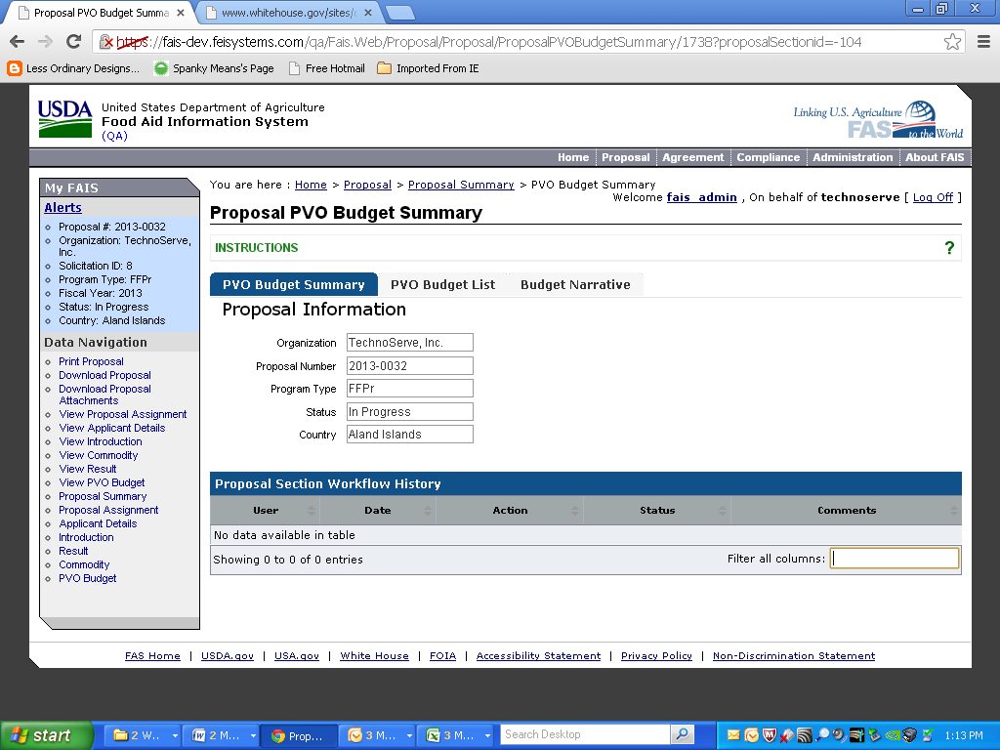 Proposal PVO Budget Summa
www.whitehouse.gov/sites/
https://fais-dev.feisystems.com/qa/Fais.Web/Proposal/Proposal/ProposalPVOBudgetSummary/1738?proposalSectionid=-104
Less Ordinary Designs... Spanky Means's Page Free Hotmail Imported From IE
USDA
United States Department of Agriculture
Food Aid Information System
(QA)
Linking U.S. Agriculture
FAS to the World
Home Proposal Agreement Compliance Administration About FAIS
My FAIS
Alerts
Proposal #: 2013-0032
Organization: TechnoServe,
Inc.
Solicitation ID: 8
Program Type: FFPr
Fiscal Year: 2013
Status: In Progress
Country: Aland Islands
Data Navigation
Print Proposal
Download Proposal
Download Proposal
Attachments
View Proposal Assignment
View Applicant Details
View Introduction
View Commodity
View Result
View PVO Budget
Proposal Summary
Proposal Assignment
Applicant Details
Introduction
Result
Commodity
PVO Budget
You are here : Home > Proposal > Proposal Summary > PVO Budget Summary
Welcome fais_admin , On behalf of technoserve [ Log Off ]
Proposal PVO Budget Summary
INSTRUCTIONS ?
PVO Budget Summary PVO Budget List Budget Narrative
Proposal Information
Organization TechnoServe, Inc.
Proposal Number 2013-0032
Program Type FFPr
Status In Progress
Country Aland Islands
Proposal Section Workflow History
User Date Action Status Comments
No data available in table
Showing 0 to 0 of 0 entries Filter all columns:
FAS Home | USDA.gov | USA.gov | White House | FOIA | Accessibility Statement | Privacy Policy | Non-Discrimination Statement
start 2 W... 2 M... Prop... 3 M... 3 M... Search Desktop 1:13 PM